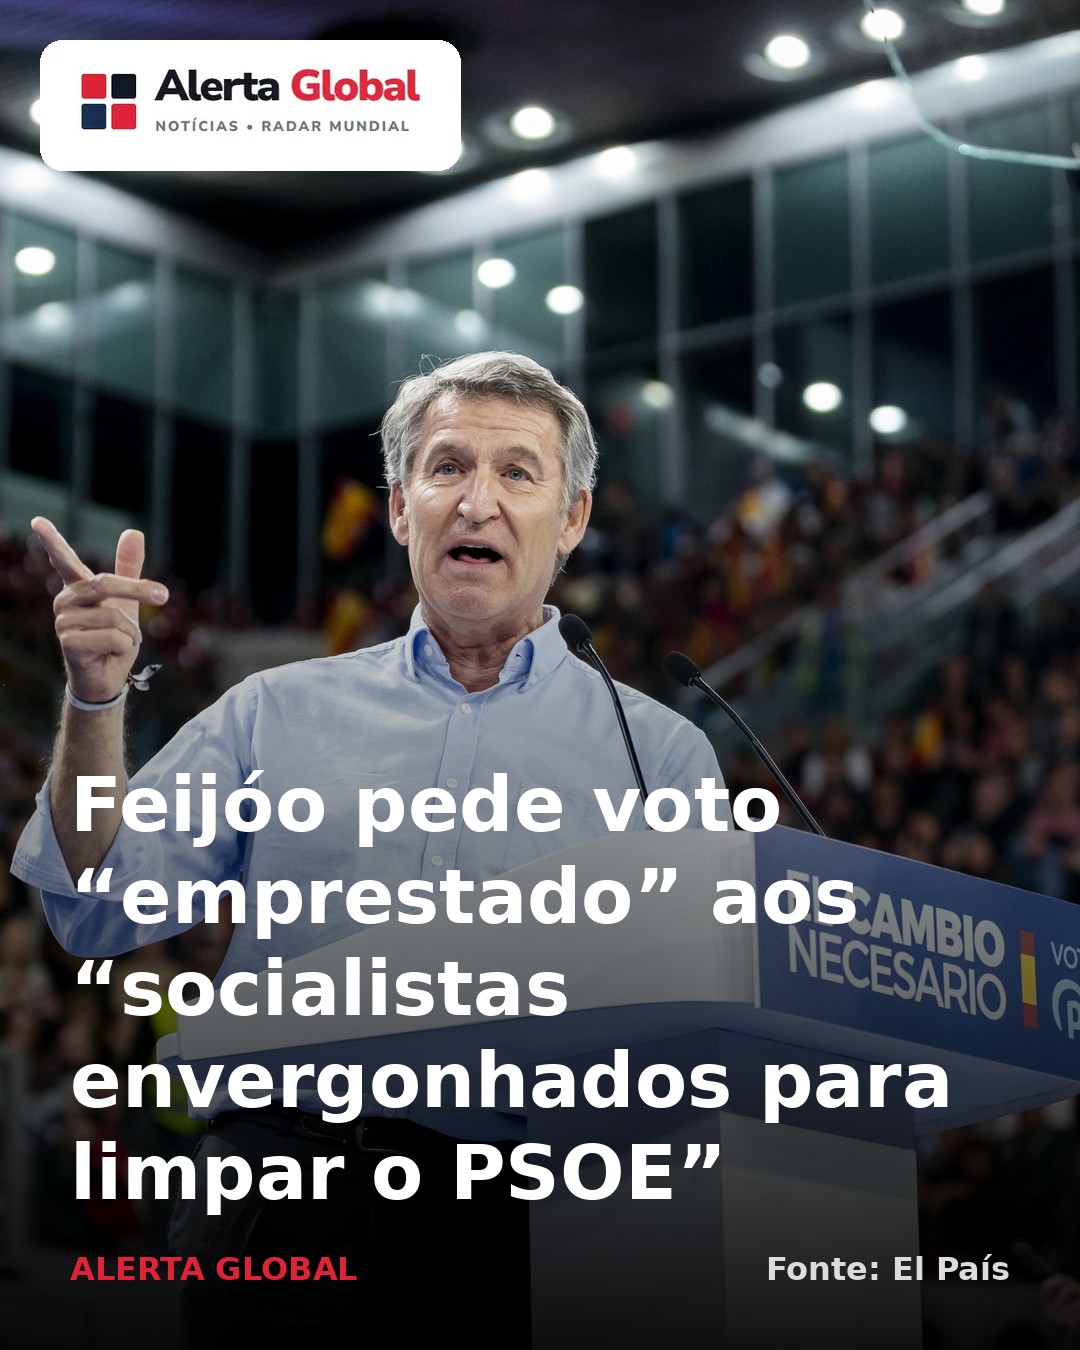 Alerta Global
NOTÍCIAS • RADAR MUNDIAL
Feijóo pede voto
“emprestado” aos
“socialistas
envergonhados para
limpar o PSOE”
EL CAMBIO
NECESARIO
ALERTA GLOBAL
Fonte: El País